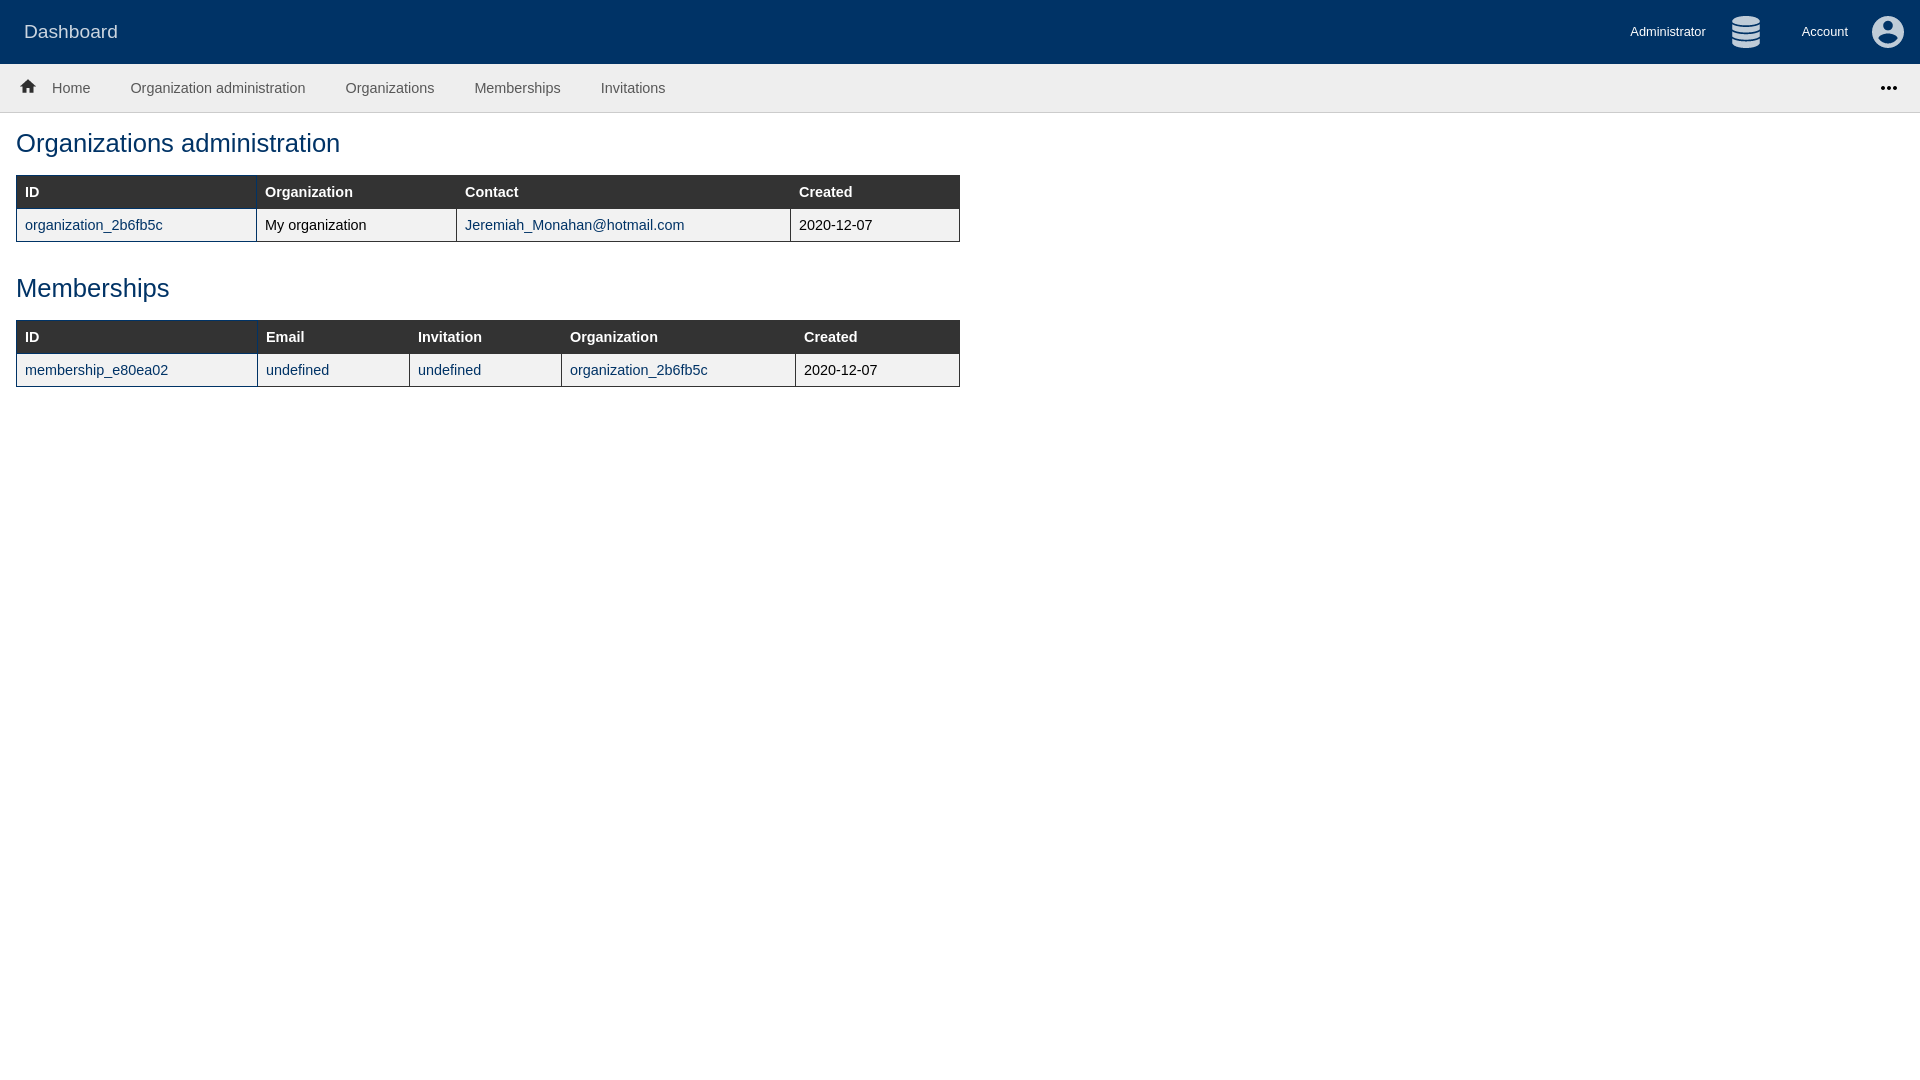 Dashboard
Administrator
Account
Home
Organization administration
Organizations
Memberships
Invitations
Organizations administration
ID Organization Contact Created
organization_2b6fb5c My organization Jeremiah_Monahan@hotmail.com 2020-12-07
Memberships
ID Email Invitation Organization Created
membership_e80ea02 undefined undefined organization_2b6fb5c 2020-12-07